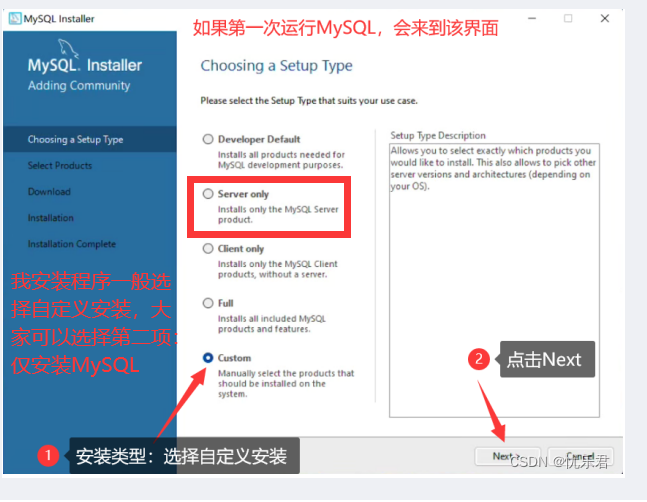 MySQL Installer
如果第一次运行MySQL，会来到该界面
MySQL. Installer
Adding Community
Choosing a Setup Type
Select Products
Download
Installation
Installation Complete
我安装程序一般选
择自定义安装，大
家可以选择第二项：
仅安装MySQL
Choosing a Setup Type
Please select the Setup Type that suits your use case.
Developer Default
Installs all products needed for
MySQL development purposes.
Server only
Installs only the MySQL Server
product.
Client only
Installs only the MySQL Client
products, without a server.
Full
Installs all included MySQL
products and features.
Custom
Manually select the products that
should be installed on the
system.
Setup Type Description
Allows you to select exactly which products you
would like to install. This also allows to pick other
server versions and architectures (depending on
your OS).
2 点击Next
1 安装类型：选择自定义安装
Next >
Cancel
CSDN @忧亲君